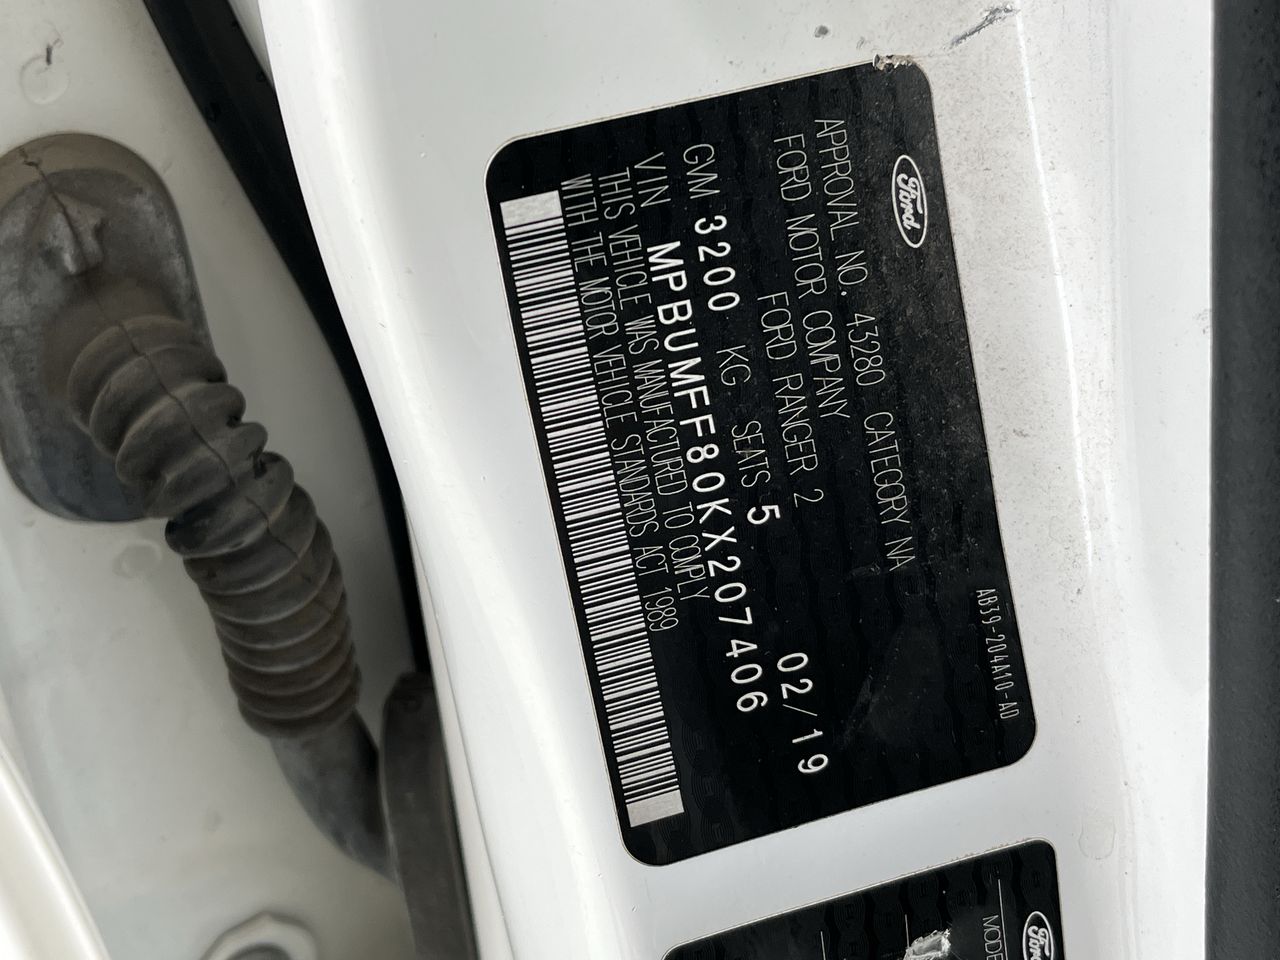 Ford
AB39-204A10-AD
APPROVAL NO. 43280 CATEGORY NA
FORD MOTOR COMPANY
FORD RANGER 2 02/19
GVM 3200 KG SEATS 5
VIN MPBUMFF80KX207406
THIS VEHICLE WAS MANUFACTURED TO COMPLY
WITH THE MOTOR VEHICLE STANDARDS ACT 1989
Ford